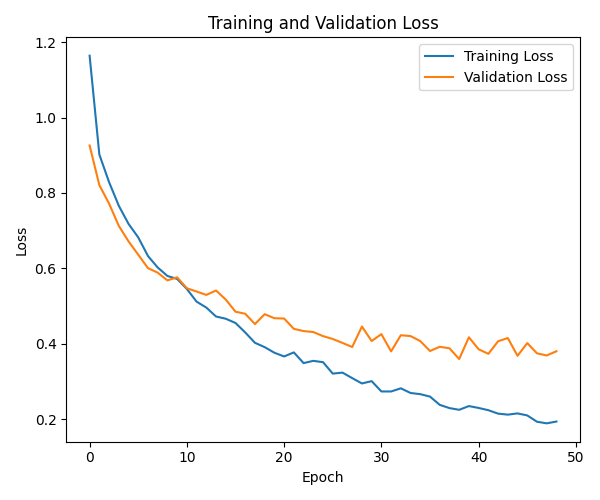 Training and Validation Loss
Training Loss
Validation Loss
1.2
1.0
0.8
0.6
0.4
0.2
Loss
0 10 20 30 40 50
Epoch